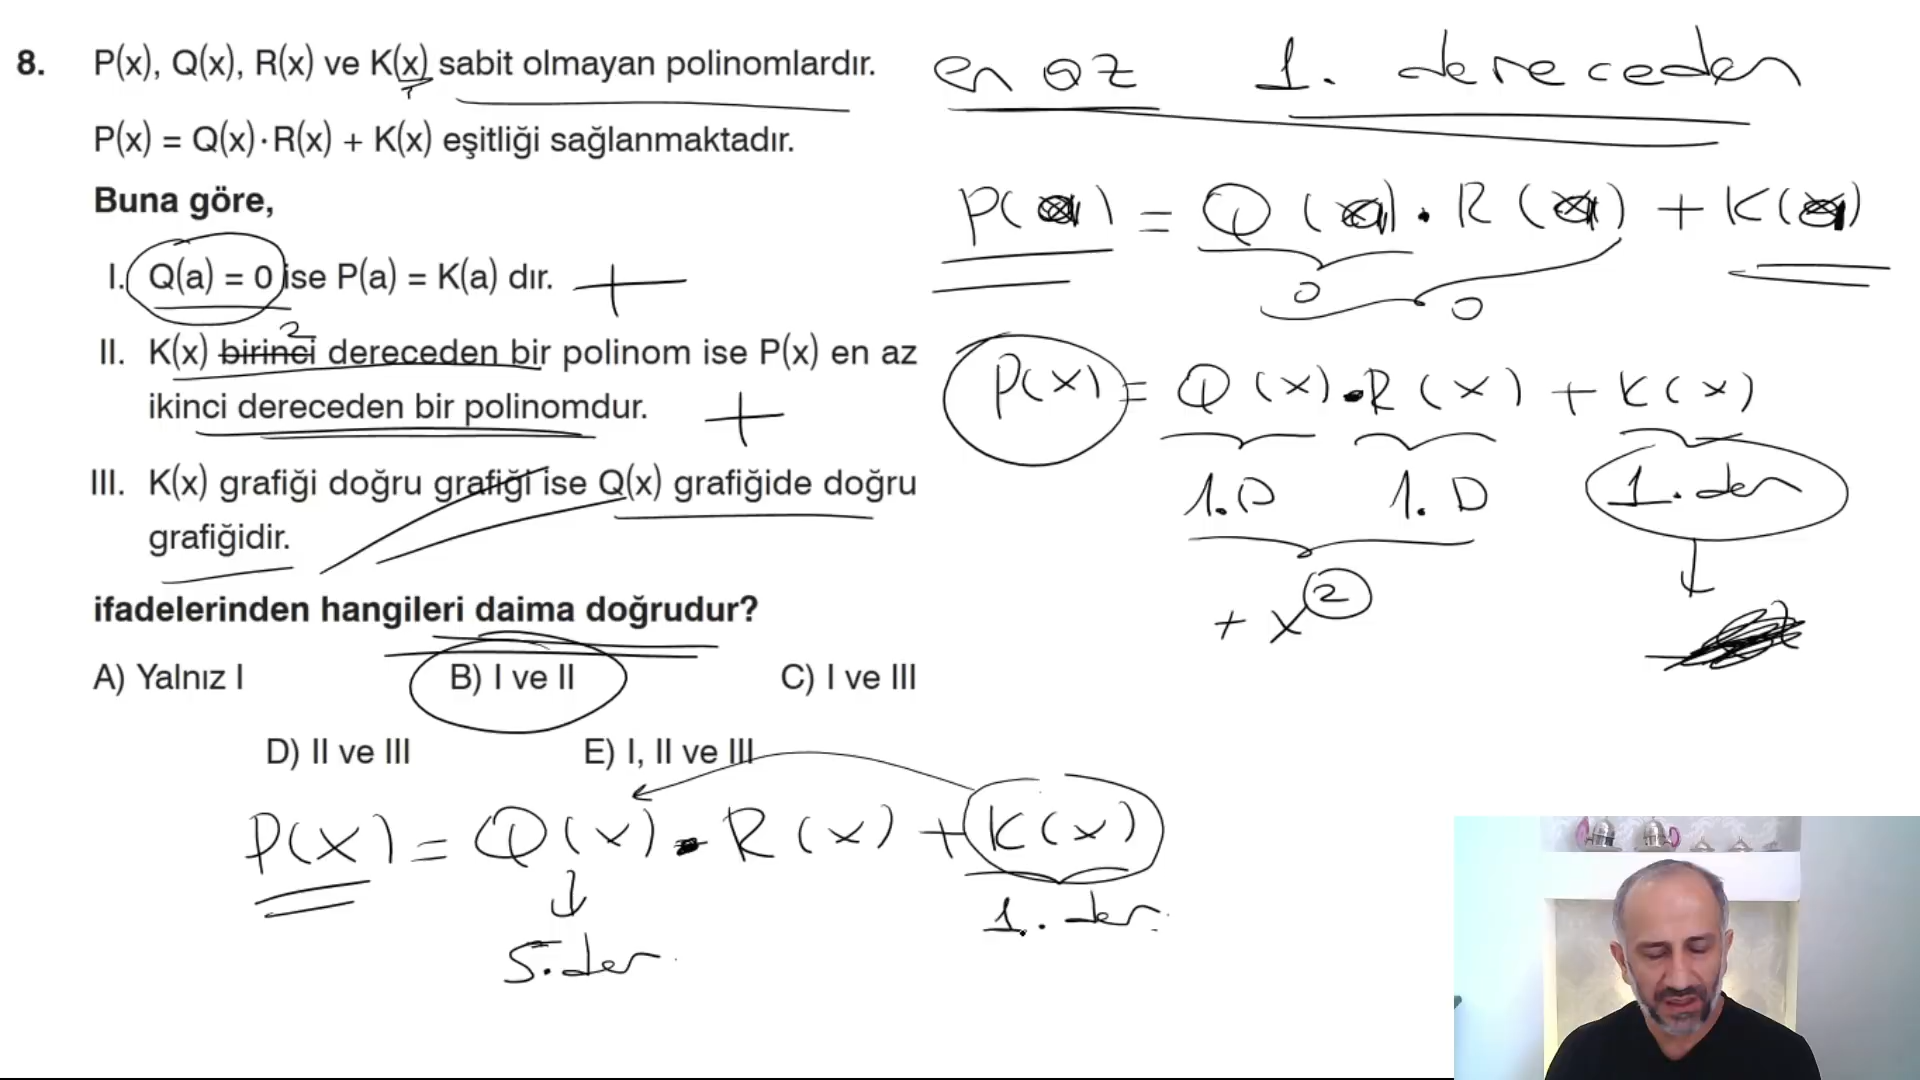 8. P(x), Q(x), R(x) ve K(x) sabit olmayan polinomlardır.
en az 1. dereceden
P(x) = Q(x)·R(x) + K(x) eşitliği sağlanmaktadır.
Buna göre,
P(a) = Q(a) · R(a) + K(a)
0
0
I. Q(a) = 0 ise P(a) = K(a) dır. +
2
II. K(x) birinci dereceden bir polinom ise P(x) en az
ikinci dereceden bir polinomdur. +
P(x) = Q(x) · R(x) + K(x)
1.D 1.D 1.der
+ x²
III. K(x) grafiği doğru grafiği ise Q(x) grafiğide doğru
grafiğidir.
ifadelerinden hangileri daima doğrudur?
A) Yalnız I B) I ve II C) I ve III
D) II ve III E) I, II ve III
P(x) = Q(x) · R(x) + K(x)
5.der 1.der.